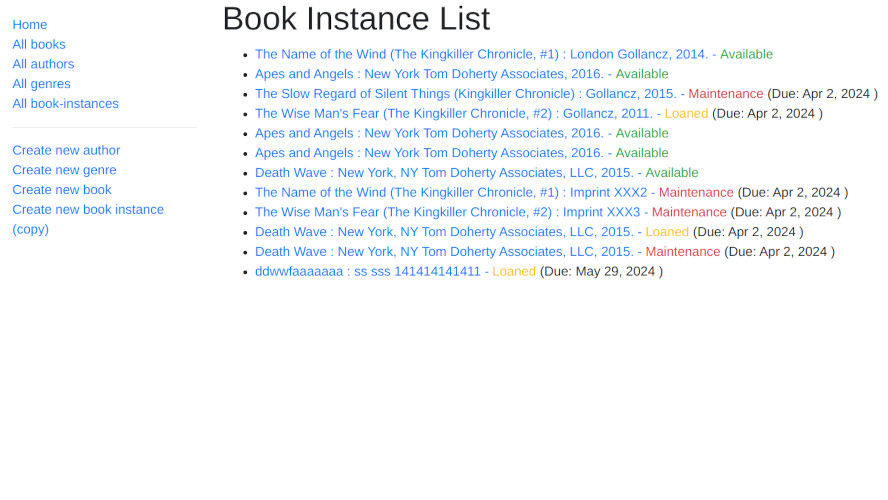 Home
All books
All authors
All genres
All book-instances
Create new author
Create new genre
Create new book
Create new book instance
(copy)
Book Instance List
The Name of the Wind (The Kingkiller Chronicle, #1) : London Gollancz, 2014. - Available
Apes and Angels : New York Tom Doherty Associates, 2016. - Available
The Slow Regard of Silent Things (Kingkiller Chronicle) : Gollancz, 2015. - Maintenance (Due: Apr 2, 2024 )
The Wise Man's Fear (The Kingkiller Chronicle, #2) : Gollancz, 2011. - Loaned (Due: Apr 2, 2024 )
Apes and Angels : New York Tom Doherty Associates, 2016. - Available
Apes and Angels : New York Tom Doherty Associates, 2016. - Available
Death Wave : New York, NY Tom Doherty Associates, LLC, 2015. - Available
The Name of the Wind (The Kingkiller Chronicle, #1) : Imprint XXX2 - Maintenance (Due: Apr 2, 2024 )
The Wise Man's Fear (The Kingkiller Chronicle, #2) : Imprint XXX3 - Maintenance (Due: Apr 2, 2024 )
Death Wave : New York, NY Tom Doherty Associates, LLC, 2015. - Loaned (Due: Apr 2, 2024 )
Death Wave : New York, NY Tom Doherty Associates, LLC, 2015. - Maintenance (Due: Apr 2, 2024 )
ddwwfaaaaaaa : ss sss 141414141411 - Loaned (Due: May 29, 2024 )